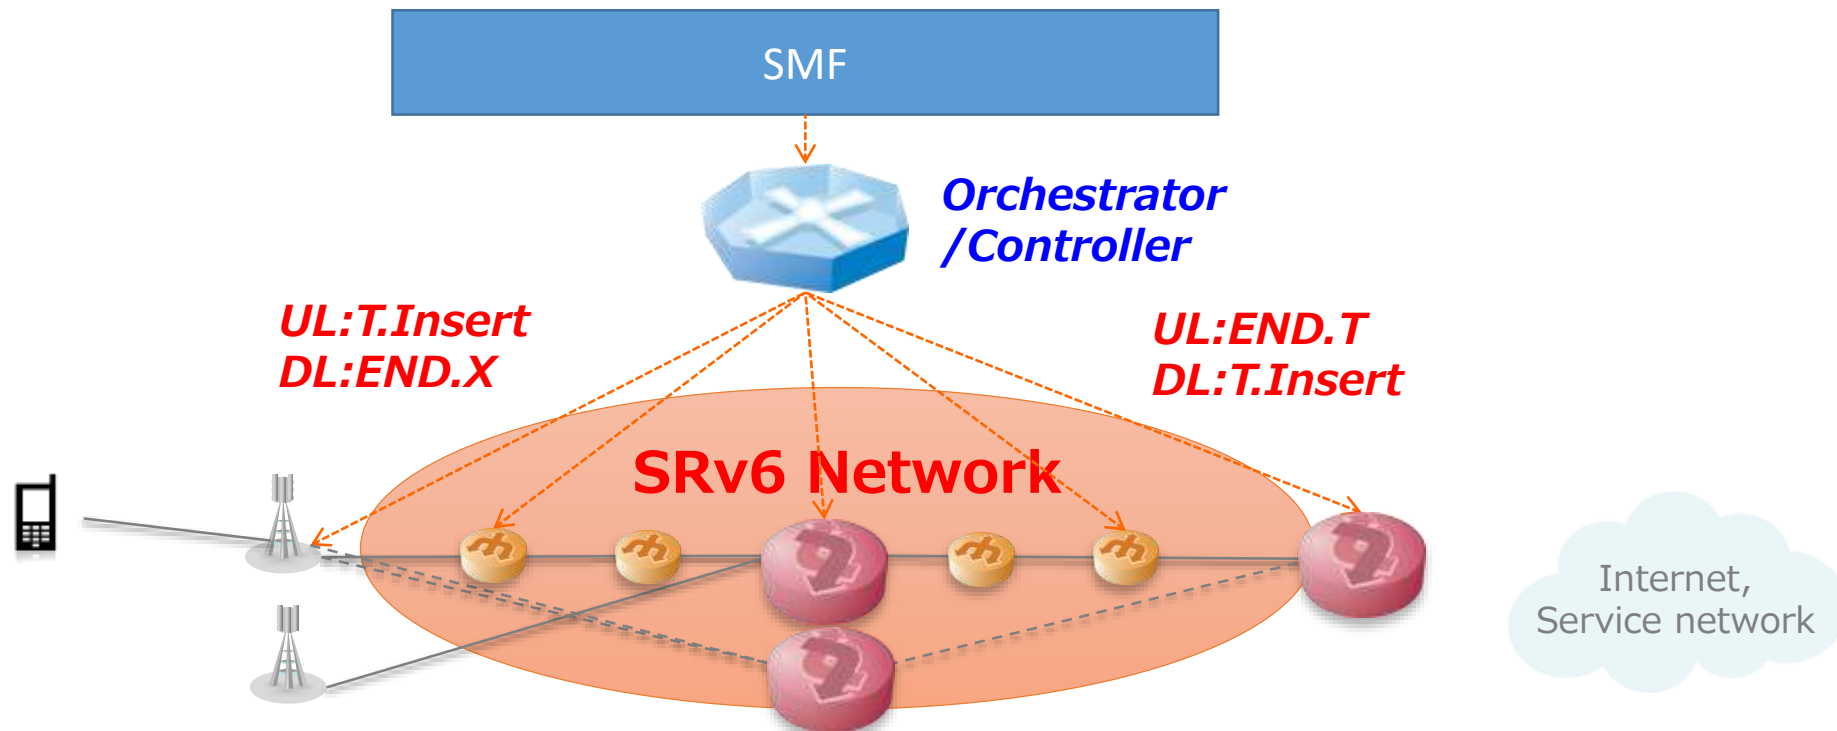 SMF
Orchestrator
/Controller
UL:T.Insert
DL:END.X
UL:END.T
DL:T.Insert
SRv6 Network
Internet,
Service network